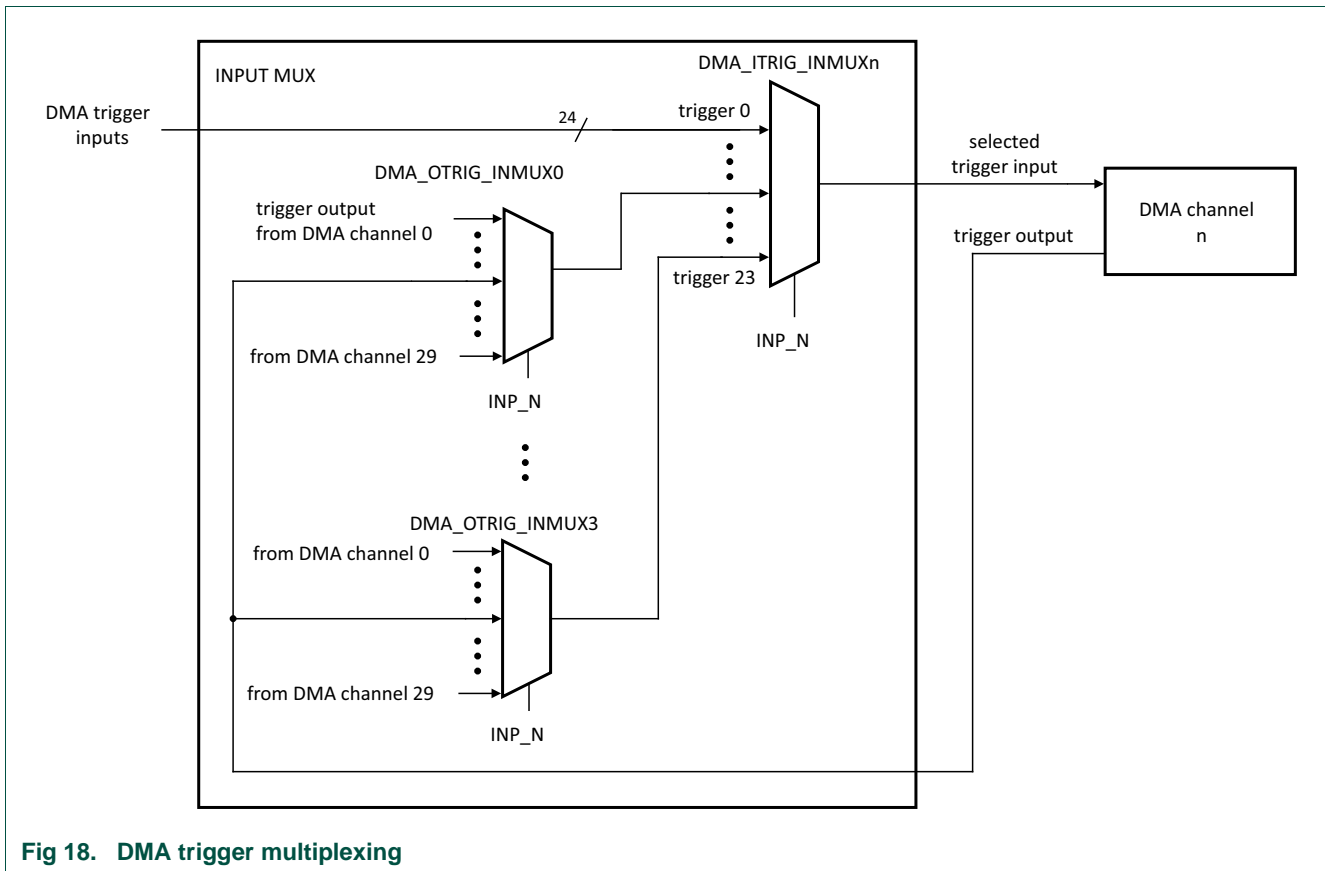 INPUT MUX
DMA_ITRIG_INMUXn
DMA trigger
inputs
24
trigger 0
DMA_OTRIG_INMUX0
trigger output
from DMA channel 0
from DMA channel 29
INP_N
trigger 23
INP_N
selected
trigger input
DMA channel
n
trigger output
DMA_OTRIG_INMUX3
from DMA channel 0
from DMA channel 29
INP_N
Fig 18. DMA trigger multiplexing